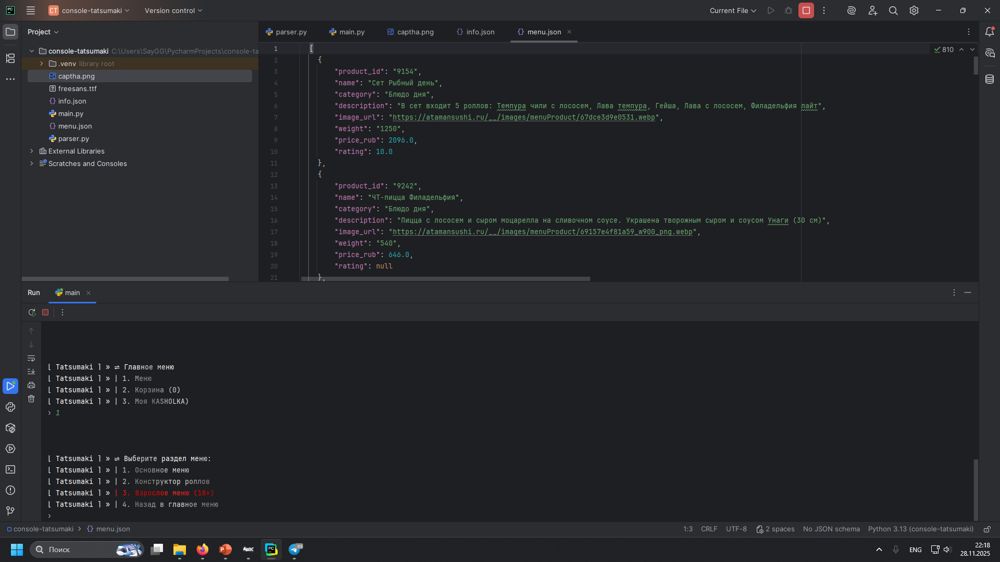 PC
CT console-tatsumaki
Version control
Current File
Project
parser.py
main.py
captha.png
info.json
menu.json
console-tatsumaki C:\Users\SayGG\PycharmProjects\console-ta
.venv library root
captha.png
freesans.ttf
info.json
main.py
menu.json
parser.py
External Libraries
Scratches and Consoles
810
1 [
2 {
3 "product_id": "9154",
4 "name": "Сет Рыбный день",
5 "category": "Блюдо дня",
6 "description": "В сет входит 5 роллов: Темпура чили с лососем, Лава темпура, Гейша, Лава с лососем, Филадельфия лайт",
7 "image_url": "https://atamansushi.ru/__/images/menuProduct/67dce3d9e0531.webp",
8 "weight": "1250",
9 "price_rub": 2096.0,
10 "rating": 10.0
11 },
12 {
13 "product_id": "9242",
14 "name": "ЧТ-пицца Филадельфия",
15 "category": "Блюдо дня",
16 "description": "Пицца с лососем и сыром моцарелла на сливочном соусе. Украшена творожным сыром и соусом Унаги (30 см)",
17 "image_url": "https://atamansushi.ru/__/images/menuProduct/69157e4f81a59_w900_png.webp",
18 "weight": "540",
19 "price_rub": 646.0,
20 "rating": null
21 },
Run
main
⌊ Tatsumaki ⌉ » ⇌ Главное меню
⌊ Tatsumaki ⌉ » | 1. Меню
⌊ Tatsumaki ⌉ » | 2. Корзина (0)
⌊ Tatsumaki ⌉ » | 3. Моя KASHOLKA)
› 1
⌊ Tatsumaki ⌉ » ⇌ Выберите раздел меню:
⌊ Tatsumaki ⌉ » | 1. Основное меню
⌊ Tatsumaki ⌉ » | 2. Конструктор роллов
⌊ Tatsumaki ⌉ » | 3. Взрослое меню (18+)
⌊ Tatsumaki ⌉ » | 4. Назад в главное меню
›
console-tatsumaki › menu.json
1:3
CRLF
UTF-8
2 spaces
No JSON schema
Python 3.13 (console-tatsumaki)
Поиск
P
PC
99
ENG
22:18
28.11.2025